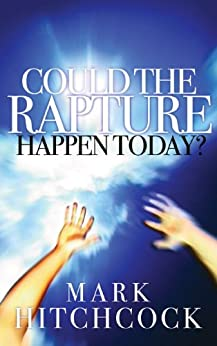 COULD THE
RAPTURE
HAPPEN TODAY?
MARK
HITCHCOCK